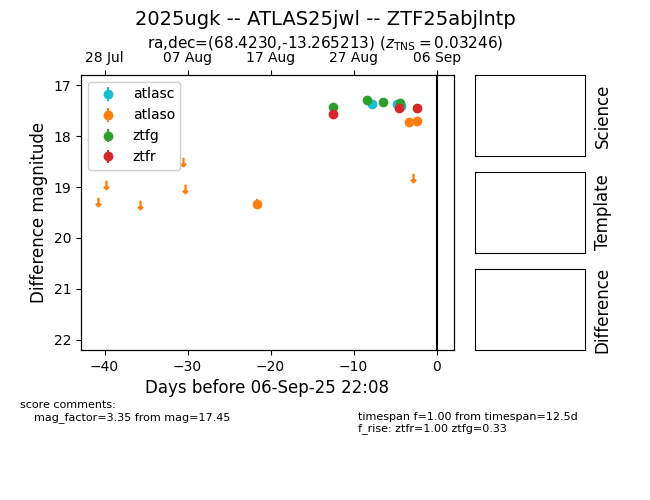 2025ugk -- ATLAS25jwl -- ZTF25abjlntp
ra,dec=(68.4230,-13.265213) (z_TNS = 0.03246)
28 Jul 07 Aug 17 Aug 27 Aug 06 Sep
atlasc
atlaso
ztfg
ztfr
Difference magnitude
17
18
19
20
21
22
−40 −30 −20 −10 0
Days before 06-Sep-25 22:08
Science
Template
Difference
score comments:
mag_factor=3.35 from mag=17.45
timespan f=1.00 from timespan=12.5d
f_rise: ztfr=1.00 ztfg=0.33